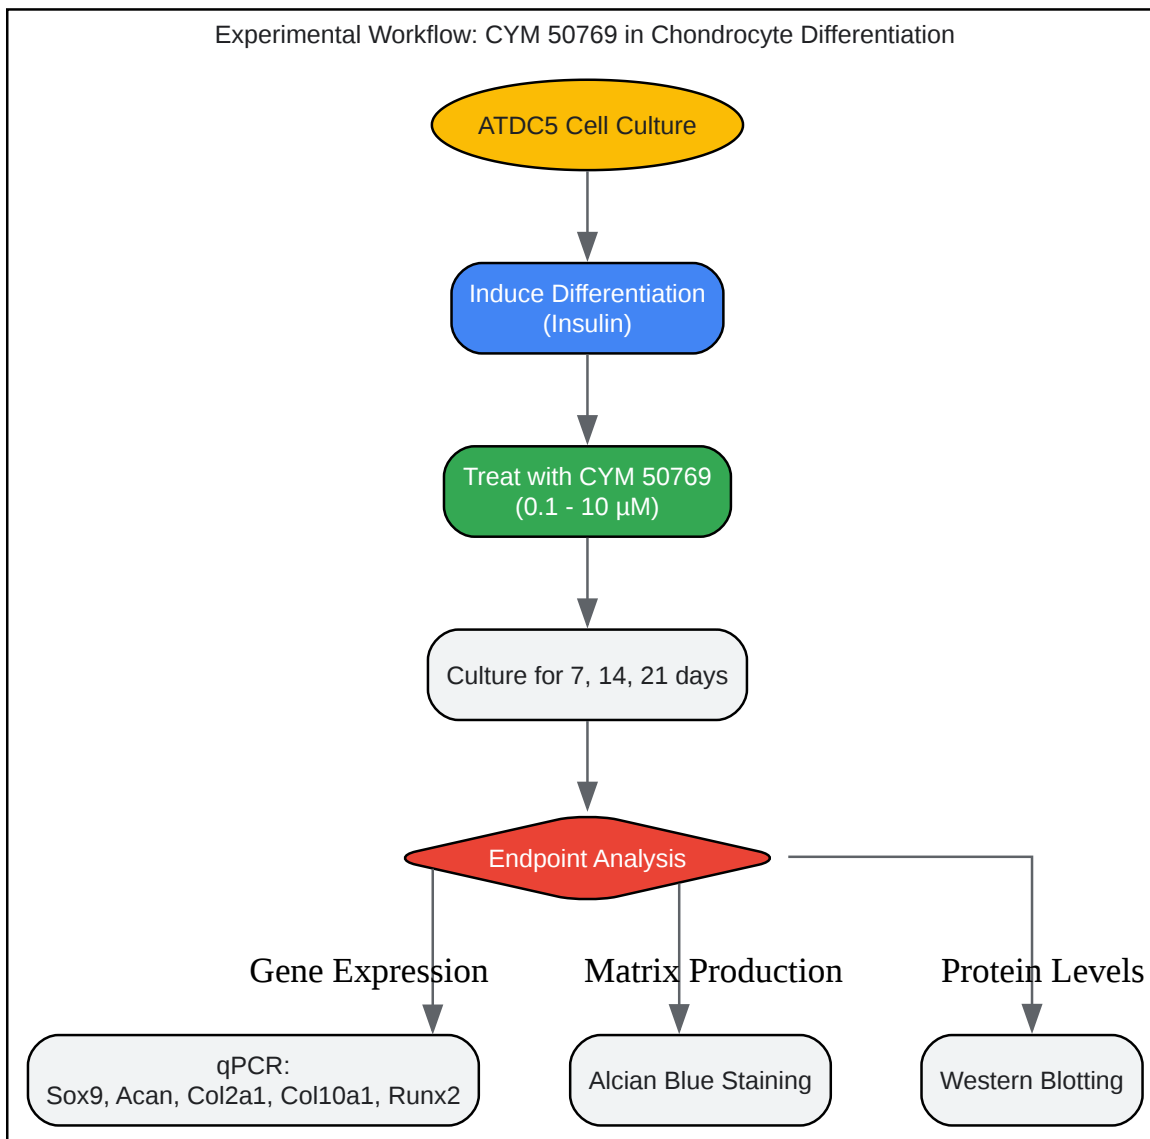 Experimental Workflow: CYM 50769 in Chondrocyte Differentiation
ATDC5 Cell Culture
Induce Differentiation
(Insulin)
Treat with CYM 50769
(0.1 - 10 µM)
Culture for 7, 14, 21 days
Endpoint Analysis
Gene Expression
Matrix Production
Protein Levels
qPCR:
Sox9, Acan, Col2a1, Col10a1, Runx2
Alcian Blue Staining
Western Blotting